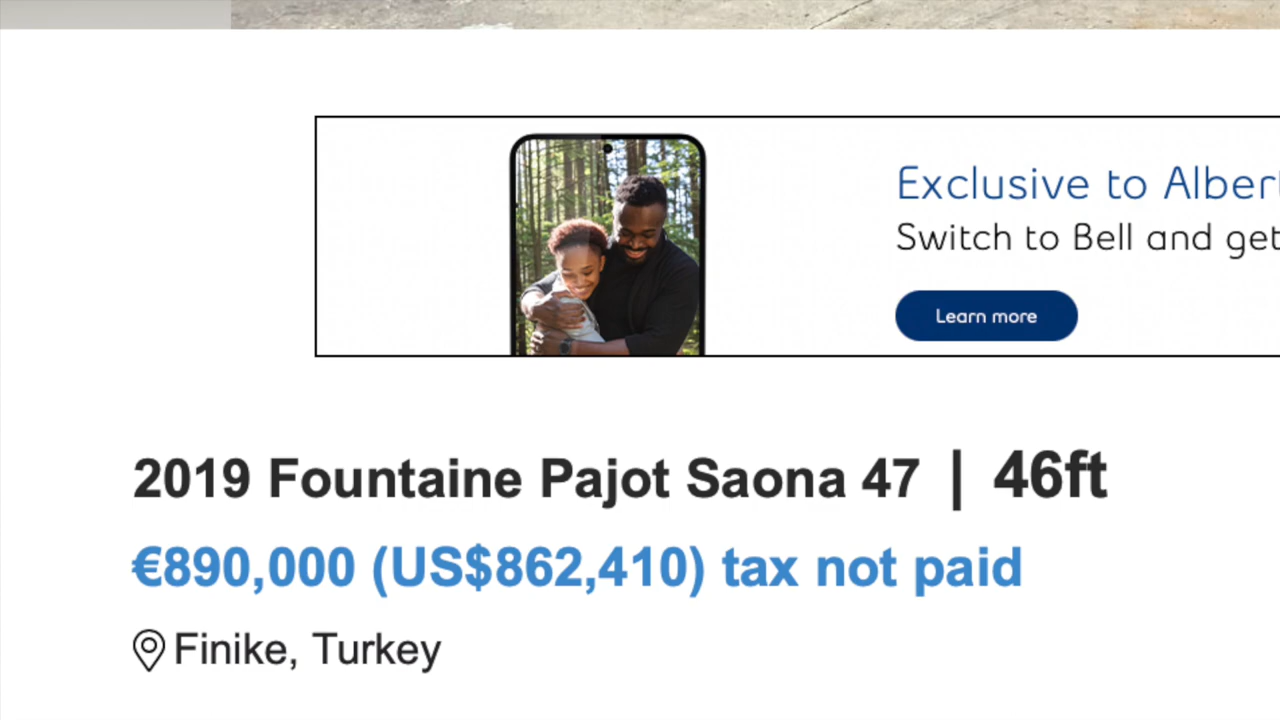 Exclusive to
Switch to Bell and get
Learn more
2019 Fountaine Pajot Saona 47 | 46ft
€890,000 (US$862,410) tax not paid
Finike, Turkey